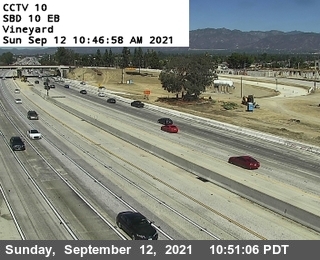 CCTV 10
SBD 10 EB
Vineyard
Sun Sep 12 10:46:58 AM 2021
Sunday, September 12, 2021 10:51:06 PDT